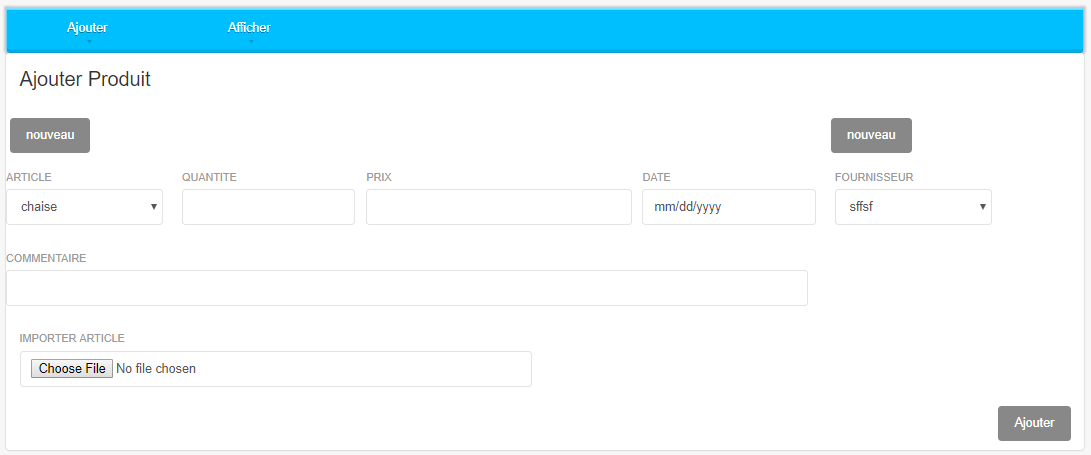 Ajouter Afficher
Ajouter Produit
nouveau nouveau
ARTICLE QUANTITE PRIX DATE FOURNISSEUR
chaise mm/dd/yyyy sffsf
COMMENTAIRE
IMPORTER ARTICLE
Choose File No file chosen
Ajouter